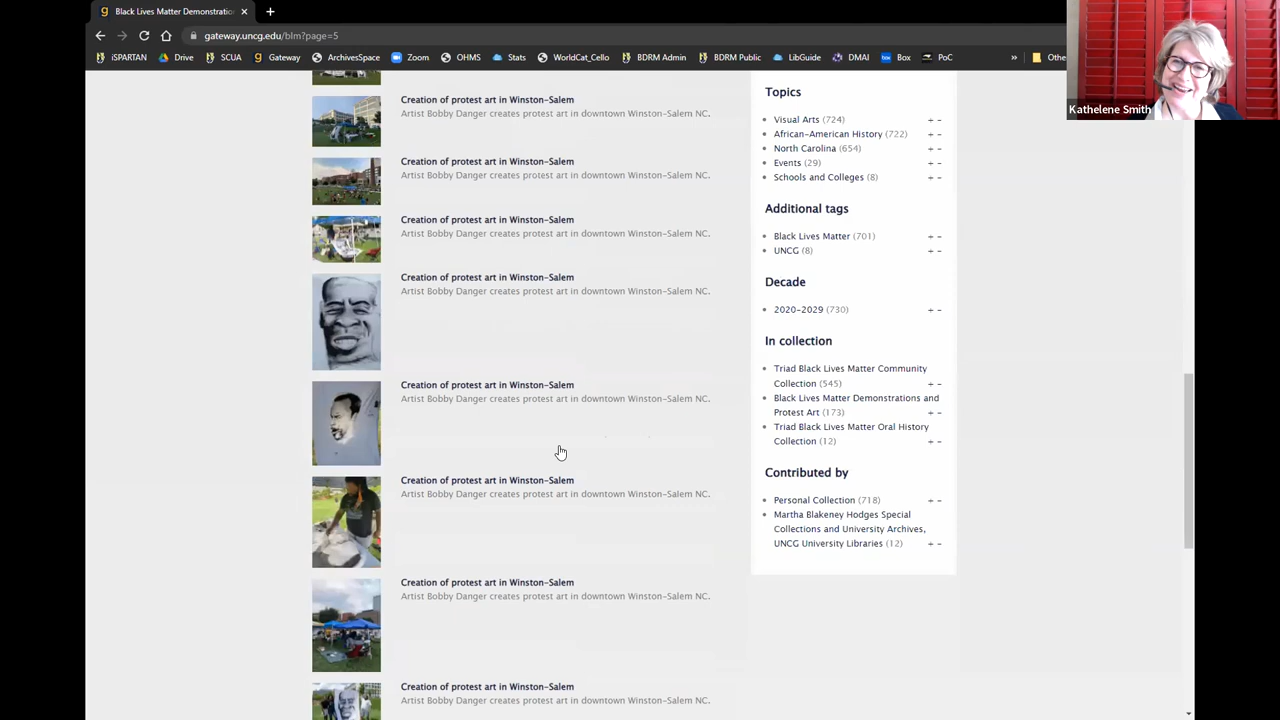 Black Lives Matter Demonstration
gateway.uncg.edu/blm?page=5
iSPARTAN Drive SCUA Gateway ArchivesSpace Zoom OHMS Stats WorldCat_Cello BDRM Admin BDRM Public LibGuide DMAI Box PoC » Othe
Kathelene Smith
Creation of protest art in Winston-Salem
Artist Bobby Danger creates protest art in downtown Winston-Salem NC.
Creation of protest art in Winston-Salem
Artist Bobby Danger creates protest art in downtown Winston-Salem NC.
Creation of protest art in Winston-Salem
Artist Bobby Danger creates protest art in downtown Winston-Salem NC.
Creation of protest art in Winston-Salem
Artist Bobby Danger creates protest art in downtown Winston-Salem NC.
Creation of protest art in Winston-Salem
Artist Bobby Danger creates protest art in downtown Winston-Salem NC.
Creation of protest art in Winston-Salem
Artist Bobby Danger creates protest art in downtown Winston-Salem NC.
Creation of protest art in Winston-Salem
Artist Bobby Danger creates protest art in downtown Winston-Salem NC.
Creation of protest art in Winston-Salem
Artist Bobby Danger creates protest art in downtown Winston-Salem NC.
Topics
Visual Arts (724) + -
African-American History (722) + -
North Carolina (654) + -
Events (29) + -
Schools and Colleges (8) + -
Additional tags
Black Lives Matter (701) + -
UNCG (8) + -
Decade
2020-2029 (730) + -
In collection
Triad Black Lives Matter Community
Collection (545) + -
Black Lives Matter Demonstrations and
Protest Art (173) + -
Triad Black Lives Matter Oral History
Collection (12) + -
Contributed by
Personal Collection (718) + -
Martha Blakeney Hodges Special
Collections and University Archives,
UNCG University Libraries (12) + -